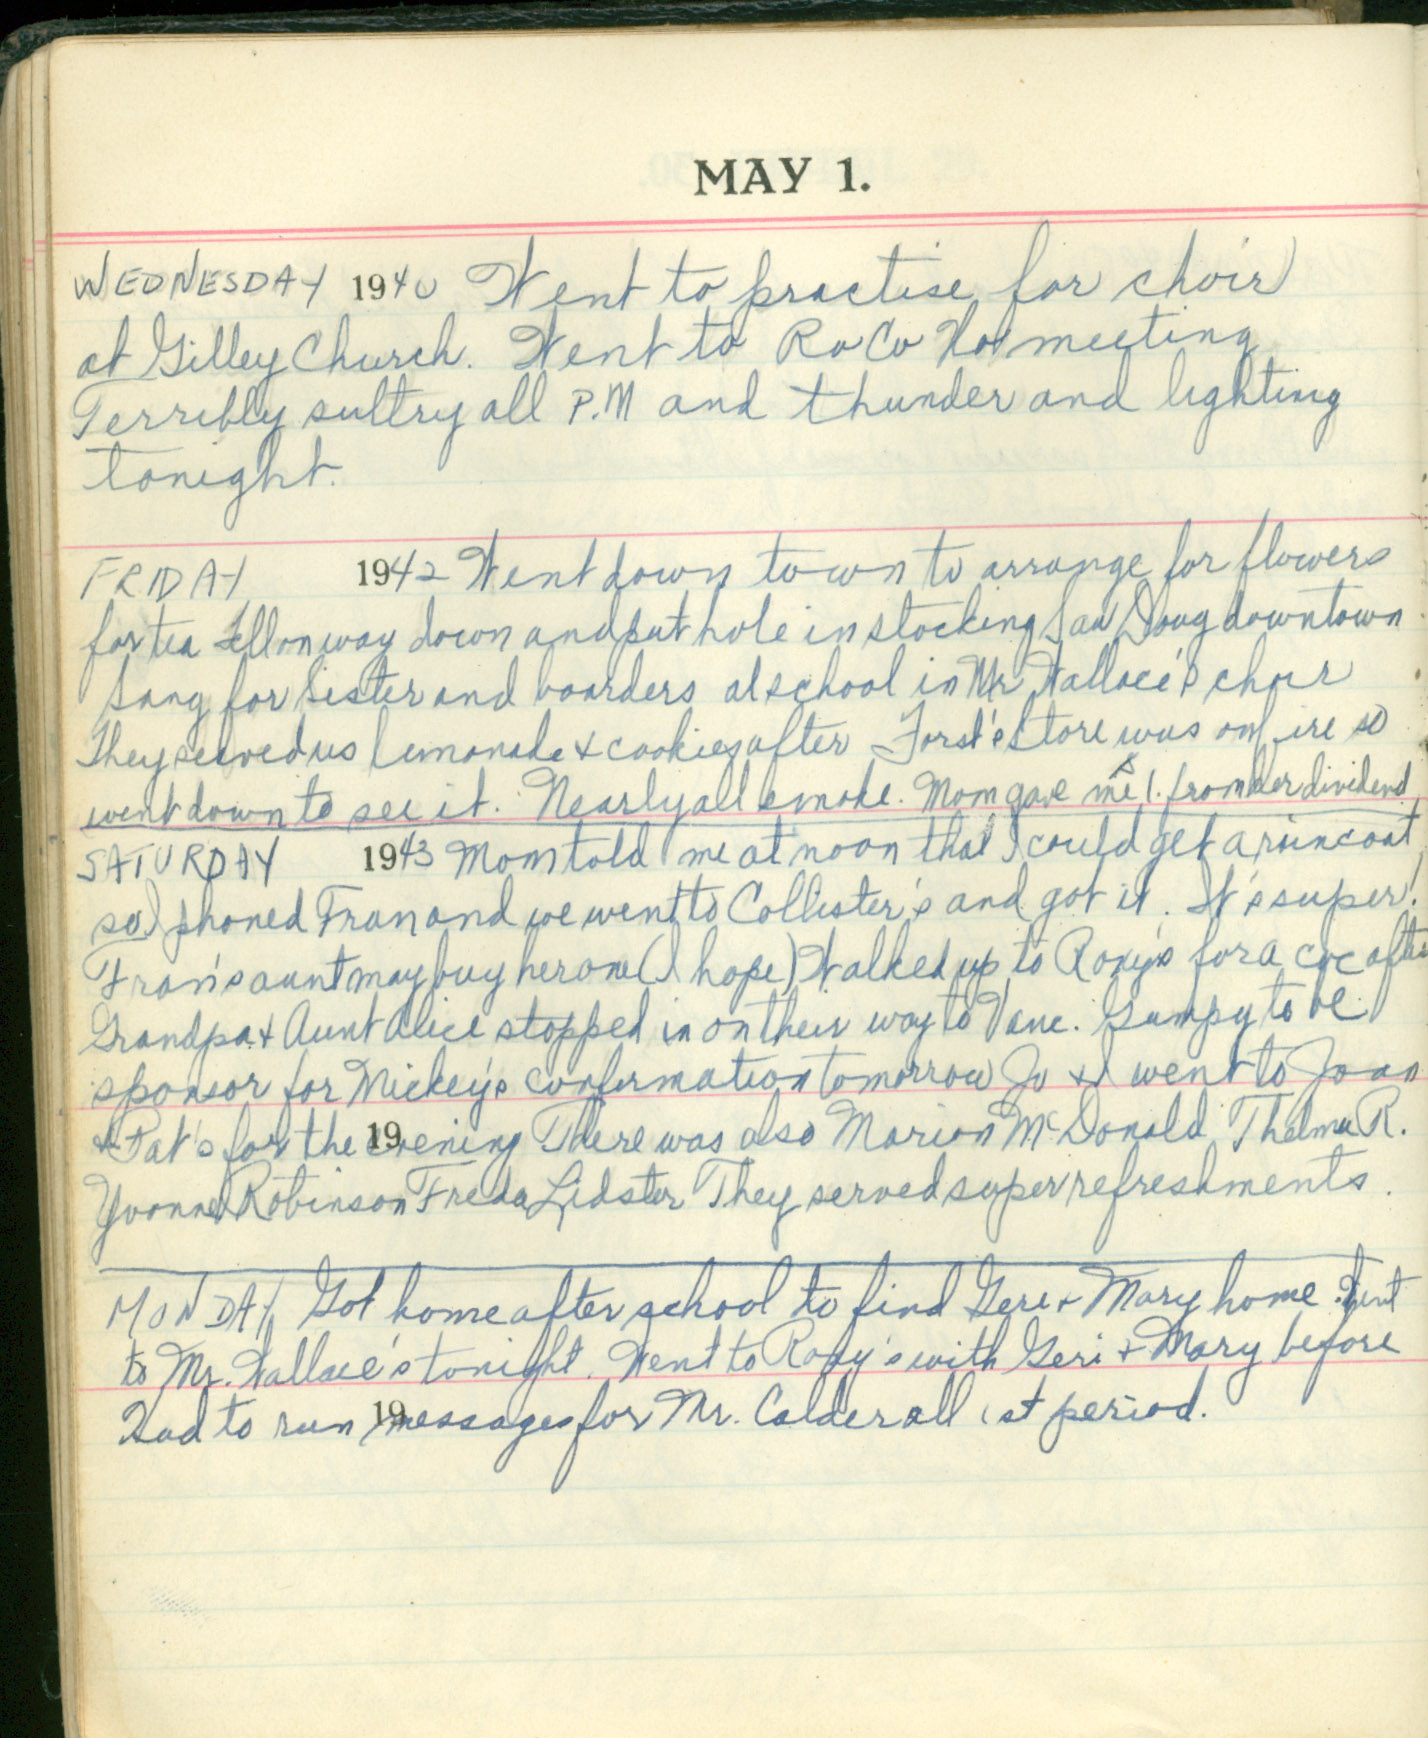 MAY 1.
WEDNESDAY 1940 Went to practise for choir
at Gilley Church. Went to Ro Co meeting
Terribly sultry all P.M and thunder and lighting
tonight.
FRIDAY 1942 Went down town to arrange for flowers
for tea Fell on way down and put hole in stocking Saw Doug downtown
Sang for Sister and boarders at school in Mr Wallace's choir
They served us lemonade & cookies after Forst's Store was on fire so
went down to see it. Nearly all smoke. Mom gave me 1. from her dividend
SATURDAY 1943 Mom told me at noon that I could get a raincoat
so I phoned Fran and we went to Collister's and got it. It's super!
Fran's aunt may buy her one (I hope) Walked up to Roxy's for a coc after
Grandpa & Aunt Alice stopped in on their way to Vanc. Gumpy to be
sponsor for Mickey's confirmation tomorrow Jo & I went to Joan
& Pat's for the 19 evening There was also Marion McDonald Thelma R.
Yvonne Robinson Freda Lidster They served super refreshments.
MONDAY Got home after school to find Geri & Mary home. Went
to Mr. Wallace's tonight. Went to Roxy's with Geri & Mary before
Had to run 19 messages for Mr. Calder all 1st period.